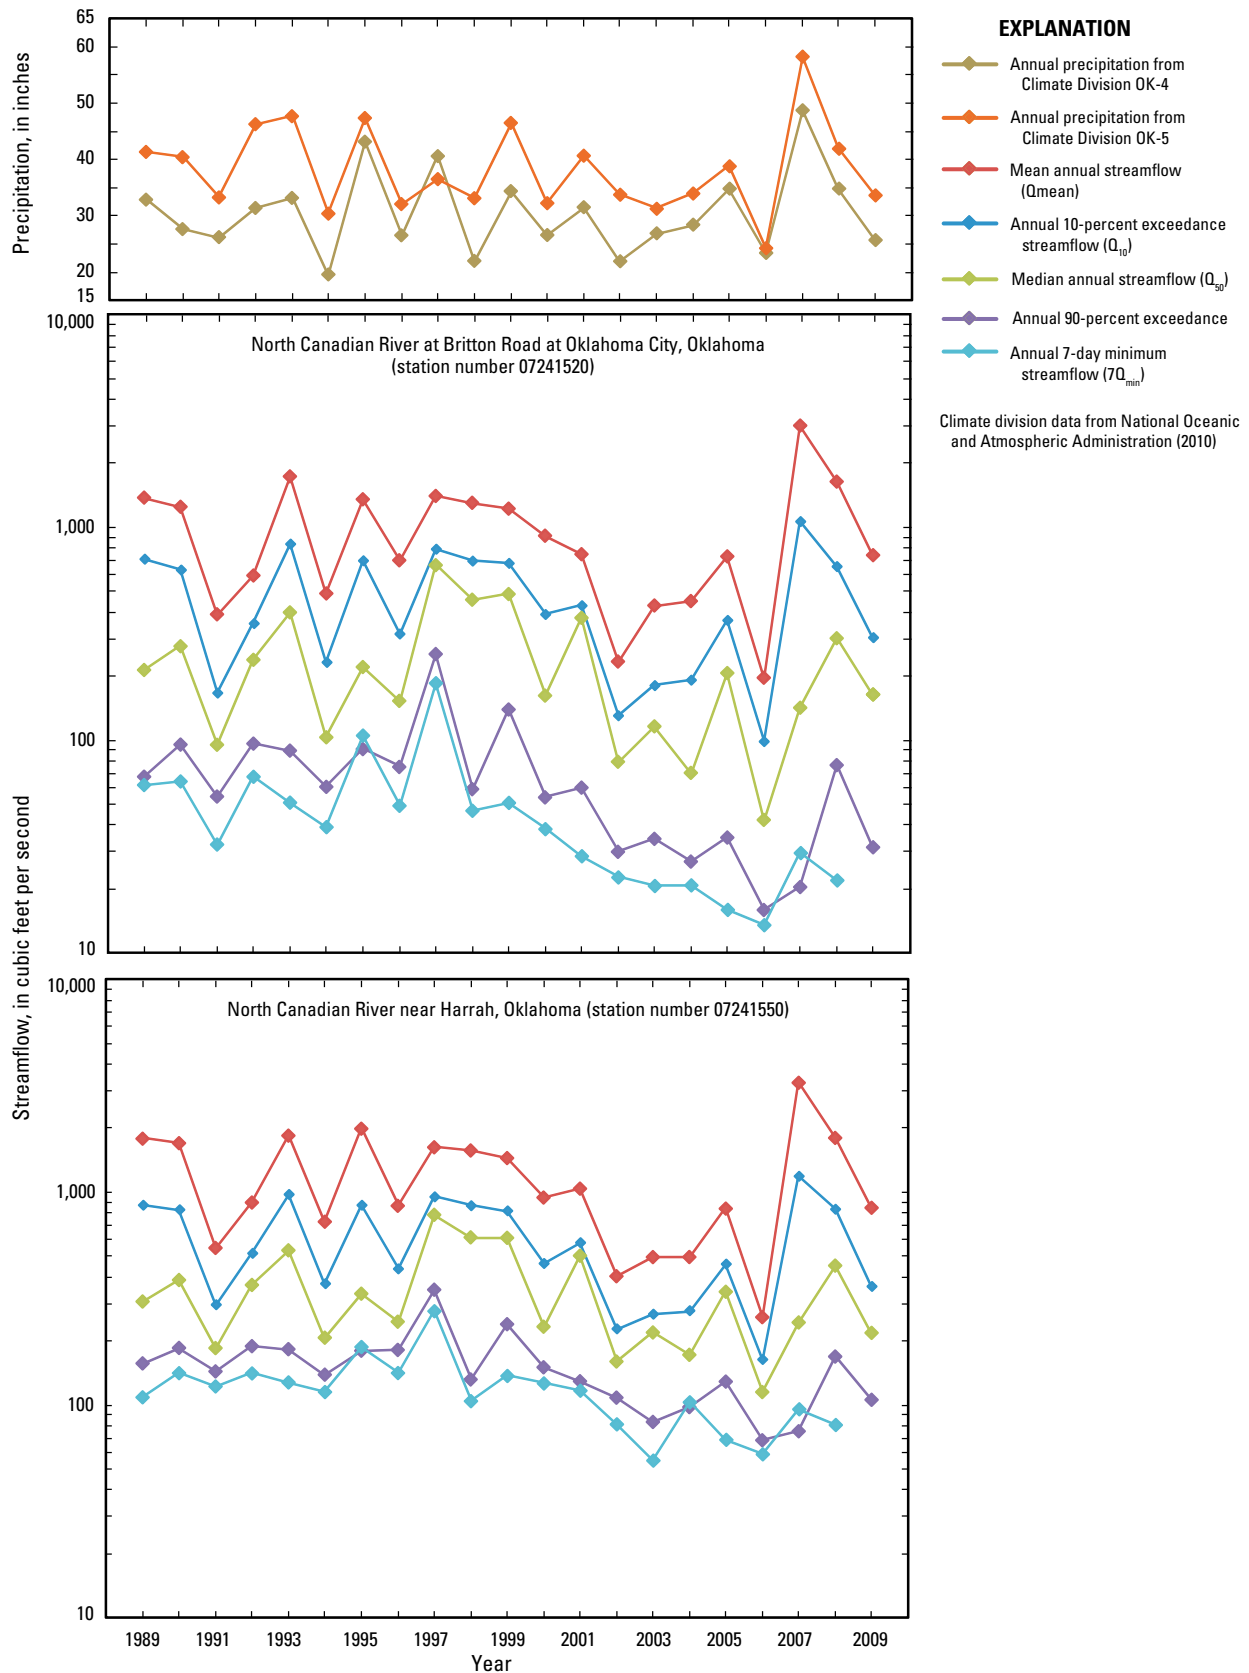 65
60
50
40
30
20
15
Precipitation, in inches
EXPLANATION
Annual precipitation from
Climate Division OK-4
Annual precipitation from
Climate Division OK-5
Mean annual streamflow
(Qmean)
Annual 10-percent exceedance
streamflow (Q10)
Median annual streamflow (Q50)
Annual 90-percent exceedance
Annual 7-day minimum
streamflow (7Qmin)
Climate division data from National Oceanic
and Atmospheric Administration (2010)
10,000
1,000
100
10
North Canadian River at Britton Road at Oklahoma City, Oklahoma
(station number 07241520)
Streamflow, in cubic feet per second
10,000
1,000
100
10
North Canadian River near Harrah, Oklahoma (station number 07241550)
1989 1991 1993 1995 1997 1999 2001 2003 2005 2007 2009
Year